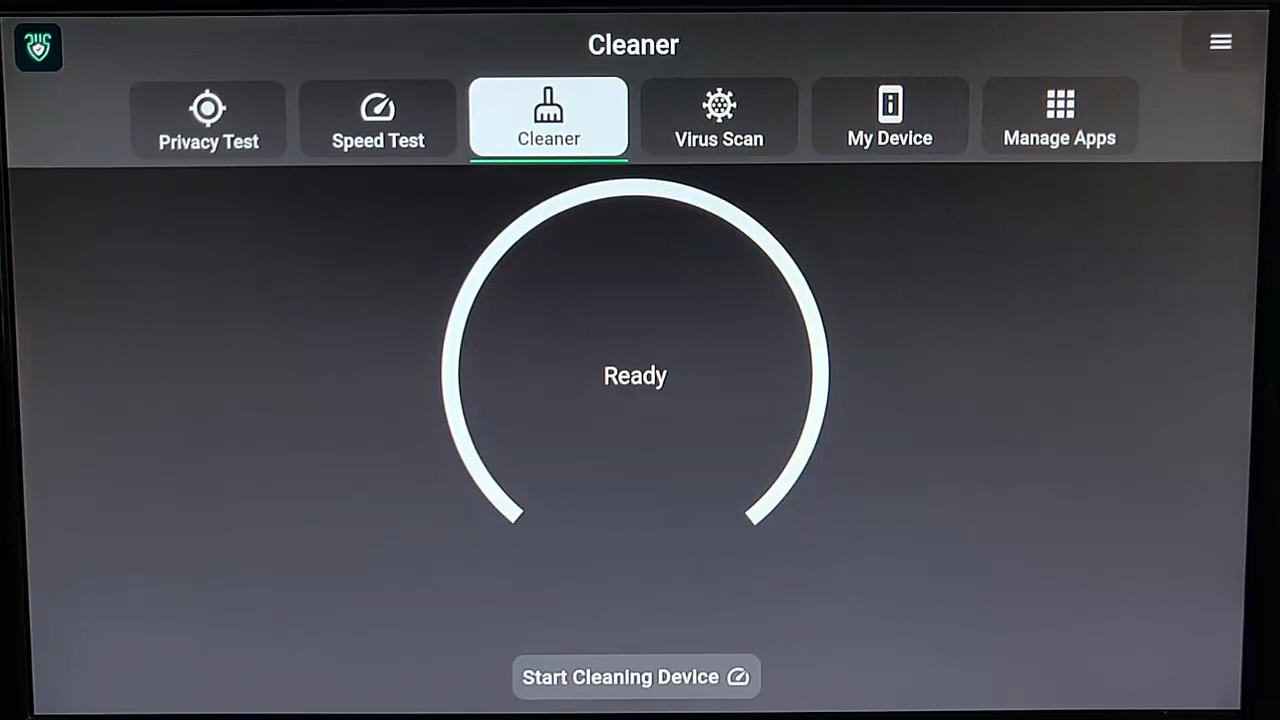 Cleaner
Privacy Test
Speed Test
Cleaner
Virus Scan
My Device
Manage Apps
Ready
Start Cleaning Device